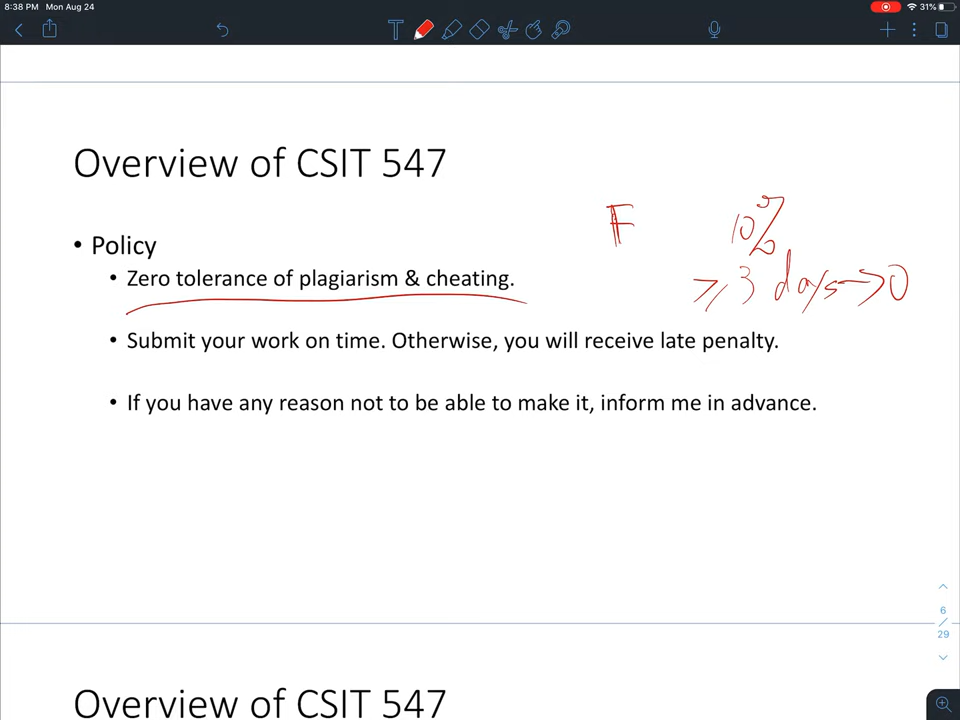 8:38 PM Mon Aug 24
31%
T
Overview of CSIT 547
• Policy
F
10%
• Zero tolerance of plagiarism & cheating.
≥ 3 days → 0
• Submit your work on time. Otherwise, you will receive late penalty.
• If you have any reason not to be able to make it, inform me in advance.
6
/
29
Overview of CSIT 547